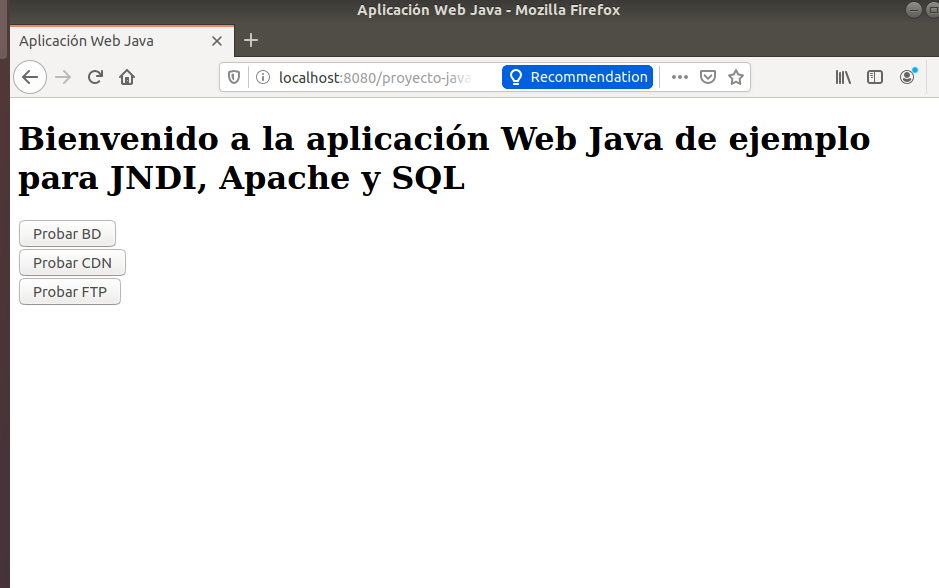 Aplicación Web Java - Mozilla Firefox
Aplicación Web Java
localhost:8080/proyecto-java
Recommendation
Bienvenido a la aplicación Web Java de ejemplo
para JNDI, Apache y SQL
Probar BD
Probar CDN
Probar FTP